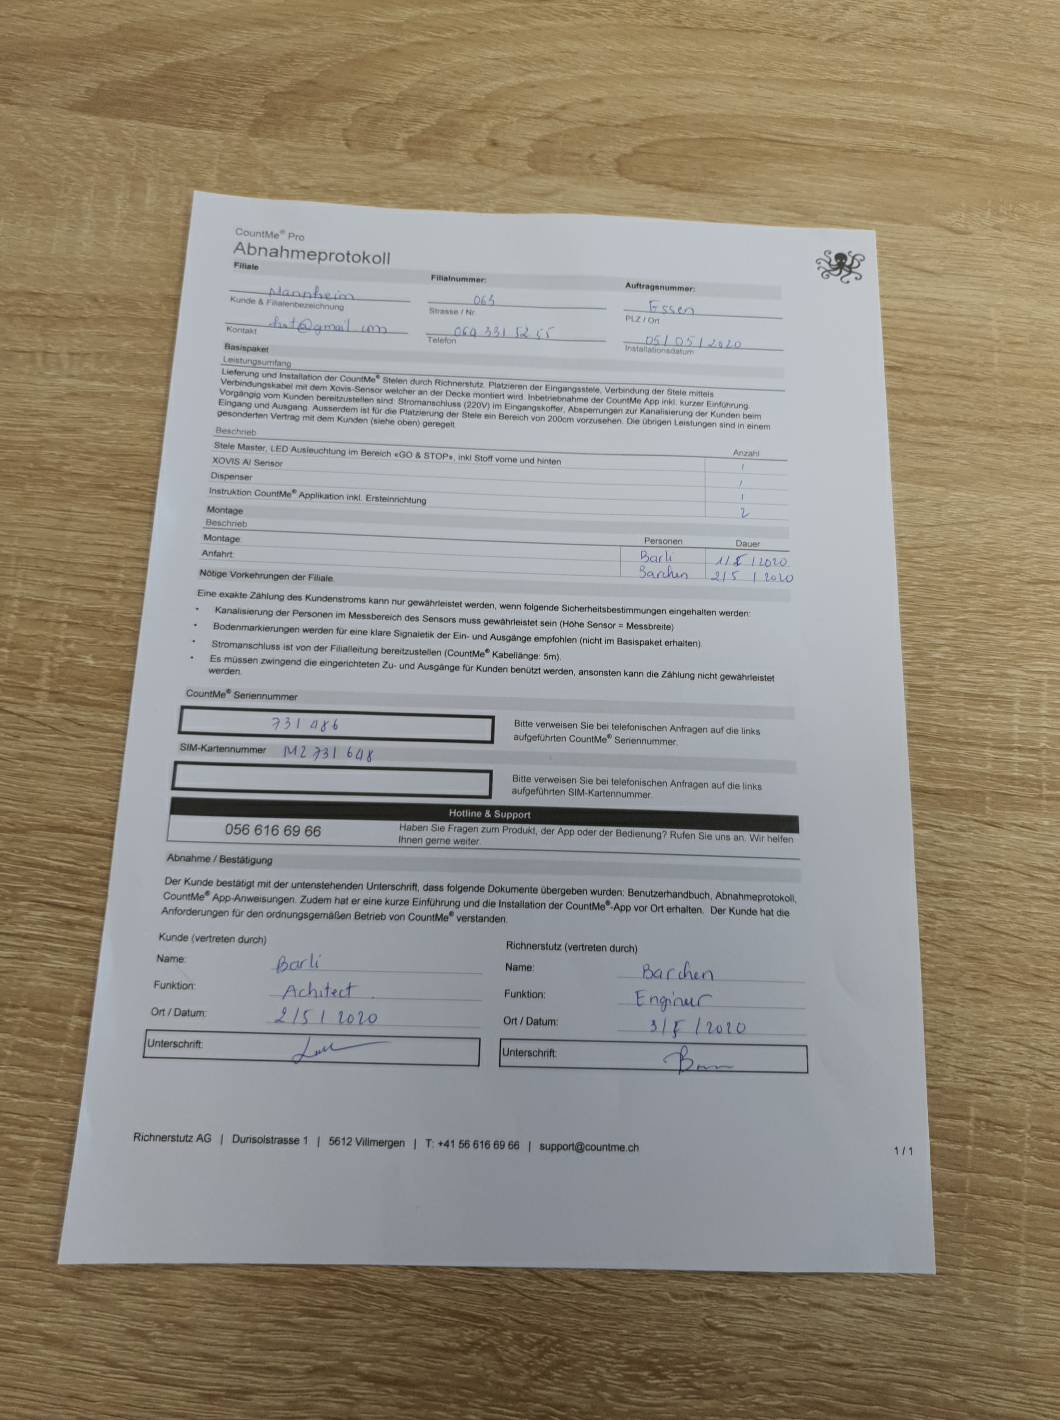 CountMe® Pro
Abnahmeprotokoll
Filiale Filialnummer: Auftragsnummer:
Mannheim 065 Essen
Kunde & Filialenbezeichnung Strasse / Nr. PLZ / Ort
@gmail 05/05/2020
Kontakt Telefon Installationsdatum
Basispaket
Leistungsumfang
Lieferung und Installation der CountMe® Stelen durch Richnerstutz. Platzieren der Eingangsstele, Verbindung der Stele mittels
Verbindungskabel mit dem Xovis-Sensor welcher an der Decke montiert wird. Inbetriebnahme der CountMe App inkl. kurzer Einführung.
Vorgängig vom Kunden bereitzustellen sind: Stromanschluss (220V) im Eingangskoffer, Absperrungen zur Kanalisierung der Kunden beim
Eingang und Ausgang. Ausserdem ist für die Platzierung der Stele ein Bereich von 200cm vorzusehen. Die übrigen Leistungen sind in einem
gesonderten Vertrag mit dem Kunden (siehe oben) geregelt.
Beschrieb Anzahl
Stele Master, LED Ausleuchtung im Bereich «GO & STOP», inkl Stoff vorne und hinten 1
XOVIS AI Sensor 1
Dispenser 1
Instruktion CountMe® Applikation inkl. Ersteinrichtung 2
Montage
Beschrieb Personen Dauer
Montage: Barli 1/5/2020
Anfahrt: Barchen 2/5/2020
Nötige Vorkehrungen der Filiale.
Eine exakte Zählung des Kundenstroms kann nur gewährleistet werden, wenn folgende Sicherheitsbestimmungen eingehalten werden:
• Kanalisierung der Personen im Messbereich des Sensors muss gewährleistet sein (Höhe Sensor = Messbreite)
• Bodenmarkierungen werden für eine klare Signaletik der Ein- und Ausgänge empfohlen (nicht im Basispaket erhalten)
• Stromanschluss ist von der Filialleitung bereitzustellen (CountMe® Kabellänge: 5m).
• Es müssen zwingend die eingerichteten Zu- und Ausgänge für Kunden benützt werden, ansonsten kann die Zählung nicht gewährleistet
werden.
CountMe® Seriennummer
731 486
Bitte verweisen Sie bei telefonischen Anfragen auf die links
aufgeführten CountMe® Seriennummer.
SIM-Kartennummer M2 731 648
Bitte verweisen Sie bei telefonischen Anfragen auf die links
aufgeführten SIM-Kartennummer.
Hotline & Support
056 616 69 66
Haben Sie Fragen zum Produkt, der App oder der Bedienung? Rufen Sie uns an. Wir helfen
Ihnen gerne weiter.
Abnahme / Bestätigung
Der Kunde bestätigt mit der untenstehenden Unterschrift, dass folgende Dokumente übergeben wurden: Benutzerhandbuch, Abnahmeprotokoll,
CountMe® App-Anweisungen. Zudem hat er eine kurze Einführung und die Installation der CountMe®-App vor Ort erhalten. Der Kunde hat die
Anforderungen für den ordnungsgemäßen Betrieb von CountMe® verstanden.
Kunde (vertreten durch) Richnerstutz (vertreten durch)
Name: Barli Name: Barchen
Funktion: Achitect Funktion: Enginur
Ort / Datum: 2/5/2020 Ort / Datum: 3/5/2020
Unterschrift: Unterschrift:
Richnerstutz AG | Durisolstrasse 1 | 5612 Villmergen | T: +41 56 616 69 66 | support@countme.ch
1 / 1